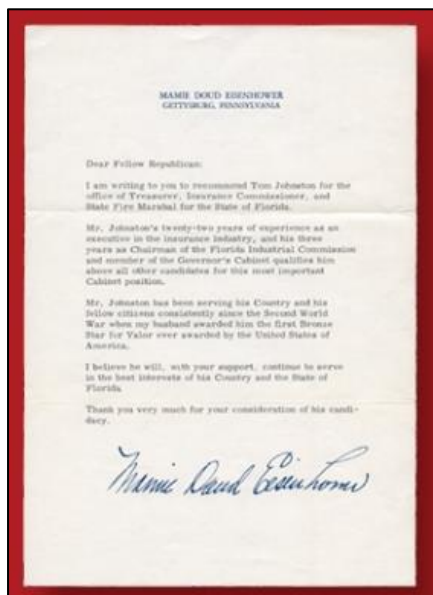 MAMIE DOUD EISENHOWER
GETTYSBURG, PENNSYLVANIA
Dear Fellow Republican:
I am writing to you to recommend Tom Johnston for the
office of Treasurer, Insurance Commissioner, and
State Fire Marshal for the State of Florida.
Mr. Johnston's twenty-two years of experience as an
executive in the insurance industry, and his three
years as Chairman of the Florida Industrial Commission
and member of the Governor's Cabinet qualifies him
above all other candidates for this most important
Cabinet position.
Mr. Johnston has been serving his Country and his
fellow citizens consistently since the Second World
War when my husband awarded him the first Bronze
Star for Valor ever awarded by the United States of
America.
I believe he will, with your support, continue to serve
in the best interests of his Country and the State of
Florida.
Thank you very much for your consideration of his candi-
dacy.
Mamie Doud Eisenhower